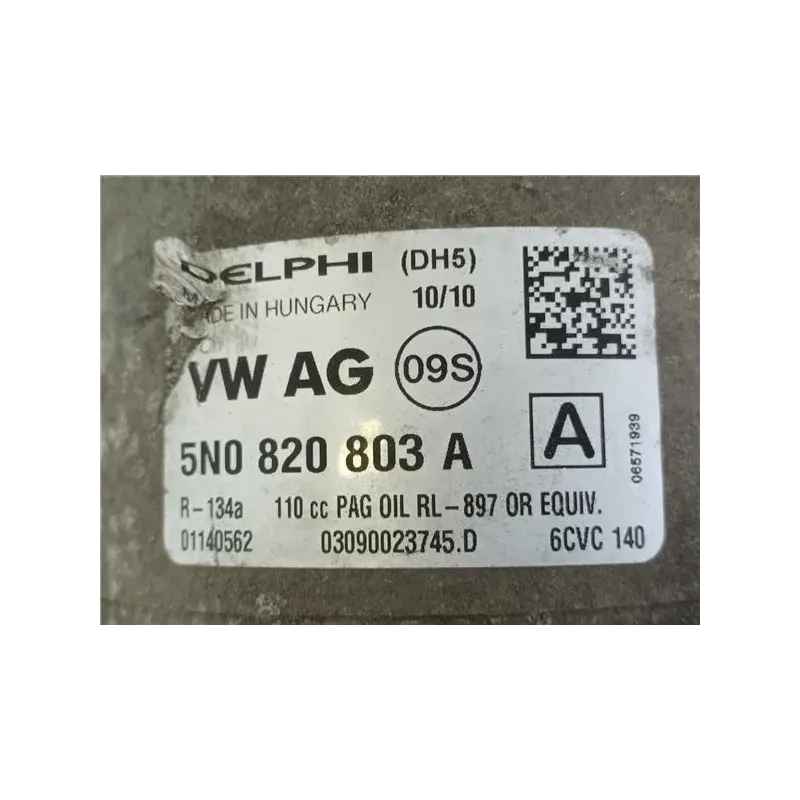 DELPHI (DH5)
MADE IN HUNGARY 10/10
VW AG 09S
5N0 820 803 A A
R-134a 110 cc PAG OIL RL-897 OR EQUIV.
01140562 03090023745.D 6CVC 140
06571939